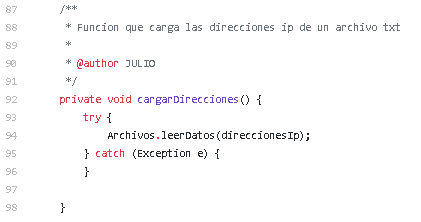 87 /**
88 * Funcion que carga las direcciones ip de un archivo txt
89 *
90 * @author JULIO
91 */
92 private void cargarDirecciones() {
93 try {
94 Archivos.leerDatos(direccionesIp);
95 } catch (Exception e) {
96 }
97
98 }